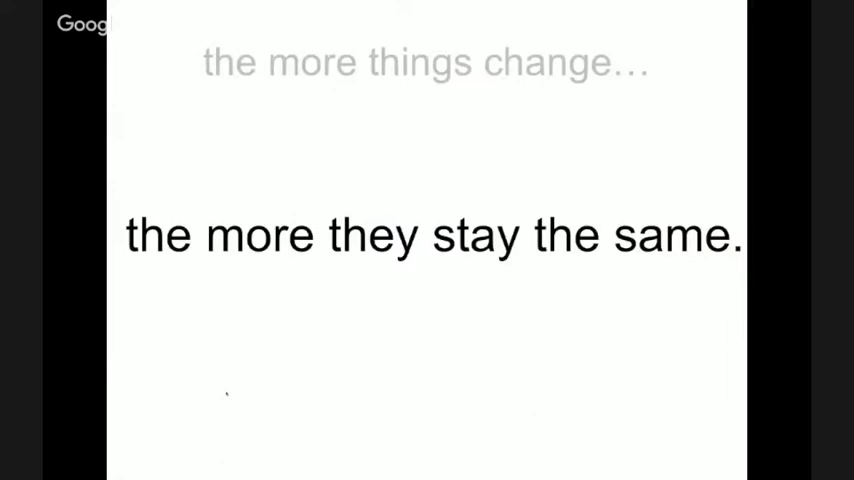 Goog
the more things change…
the more they stay the same.